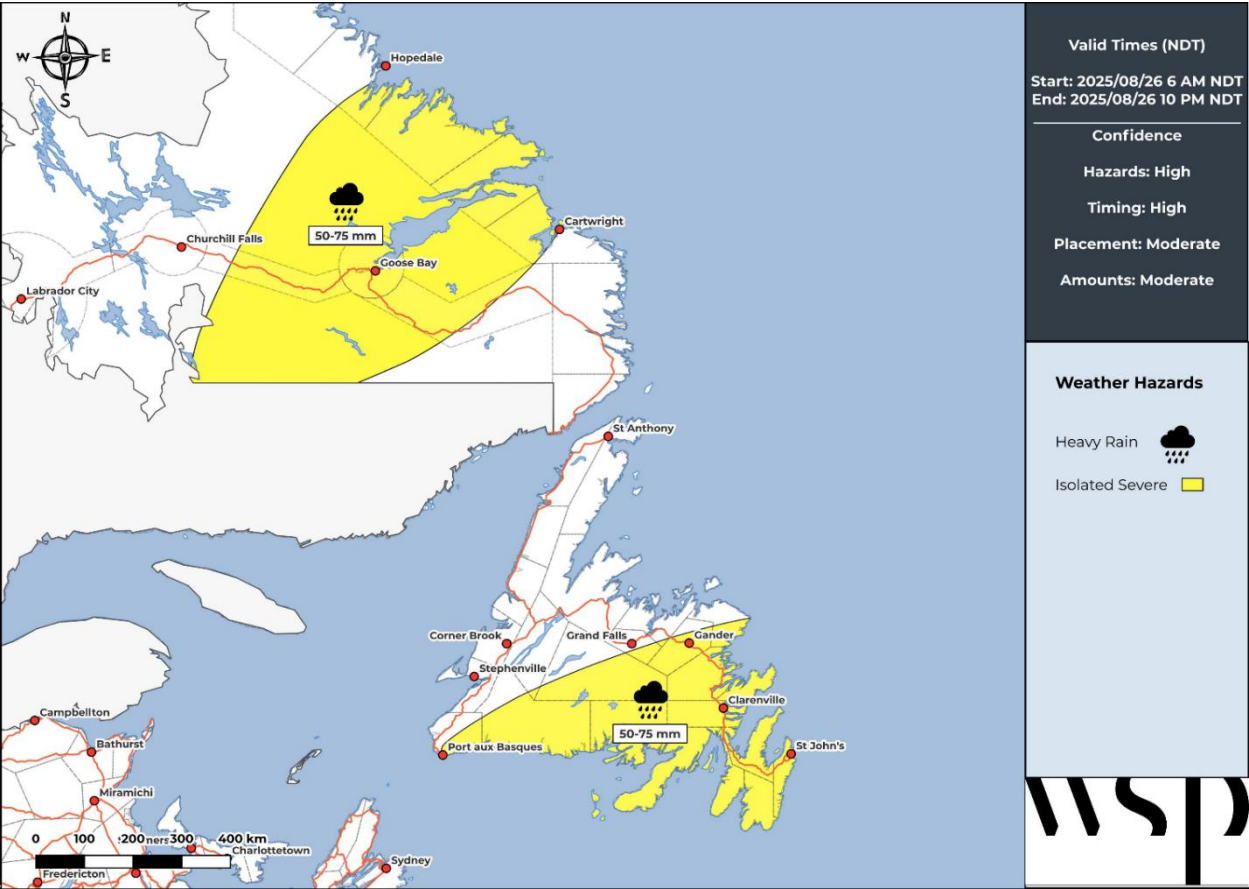 N
W
E
S
Hopedale
50-75 mm
Cartwright
Churchill Falls
Goose Bay
Labrador City
St Anthony
Corner Brook
Grand Falls
Gander
Stephenville
Clarenville
50-75 mm
Port aux Basques
St John's
Campbellton
Bathurst
Miramichi
0 100 200 300 400 km
Charlottetown
Sydney
Fredericton
Valid Times (NDT)
Start: 2025/08/26 6 AM NDT
End: 2025/08/26 10 PM NDT
Confidence
Hazards: High
Timing: High
Placement: Moderate
Amounts: Moderate
Weather Hazards
Heavy Rain
Isolated Severe
wsp